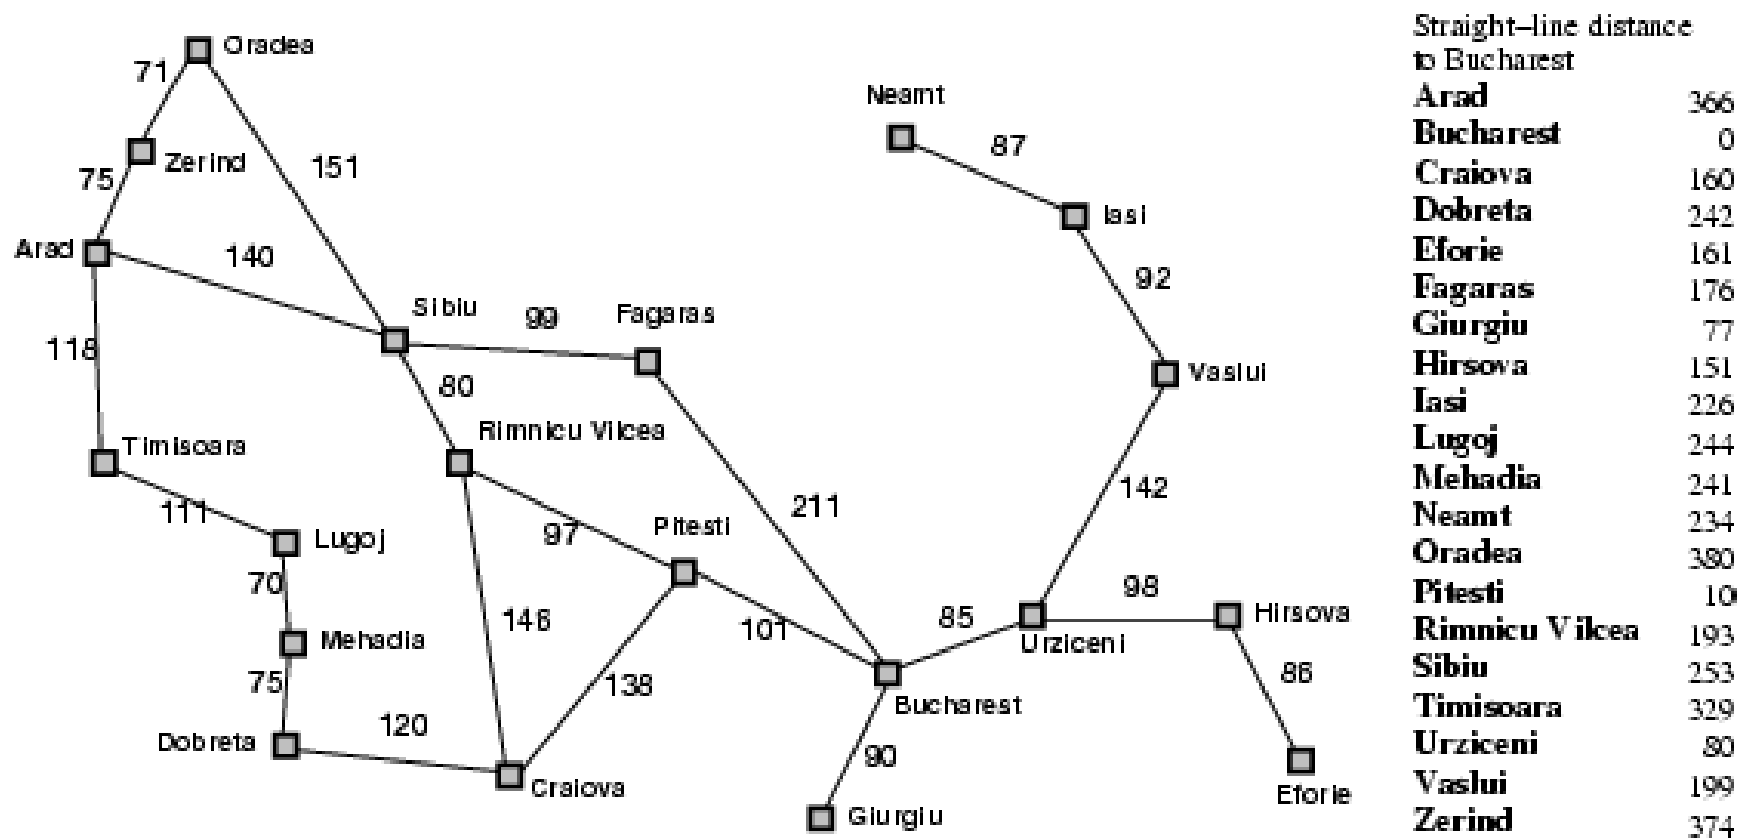 Oradea
71
Neamt
87
Zerind
151
75
Iasi
Arad
140
92
Sibiu
99
Fagaras
118
80
Vaslui
Rimnicu Vilcea
Timisoara
142
111
211
Pitesti
97
Lugoj
70
98
146
85
Hirsova
101
Urziceni
Mehadia
86
75
138
Bucharest
120
Dobreta
90
Craiova
Eforie
Giurgiu
Straight-line distance
to Bucharest
Arad 366
Bucharest 0
Craiova 160
Dobreta 242
Eforie 161
Fagaras 176
Giurgiu 77
Hirsova 151
Iasi 226
Lugoj 244
Mehadia 241
Neamt 234
Oradea 380
Pitesti 10
Rimnicu Vilcea 193
Sibiu 253
Timisoara 329
Urziceni 80
Vaslui 199
Zerind 374